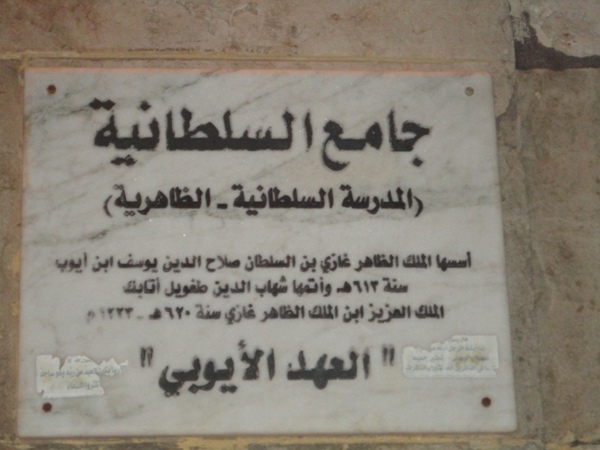 جامع السلطانية
(المدرسة السلطانية - الظاهرية)
أسسها الملك الظاهر غازي بن السلطان صلاح الدين يوسف ابن أيوب
سنة ٦١٣هـ وأتمها شهاب الدين طغويل أتابك
الملك العزيز ابن الملك الظاهر غازي سنة ٦٢٠هـ - ١٢٢٣م
" العهد الأيوبي "